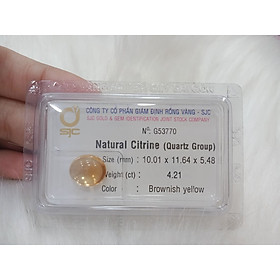 CÔNG TY CỔ PHẦN GIÁM ĐỊNH RỒNG VÀNG - SJC
SJC GOLD & GEM IDENTIFICATION JOINT STOCK COMPANY
SJC
Nº: G53770
Natural Citrine (Quartz Group)
Size (mm) : 10.01 x 11.64 x 5.48
Weight (ct) : 4.21
Color : Brownish yellow